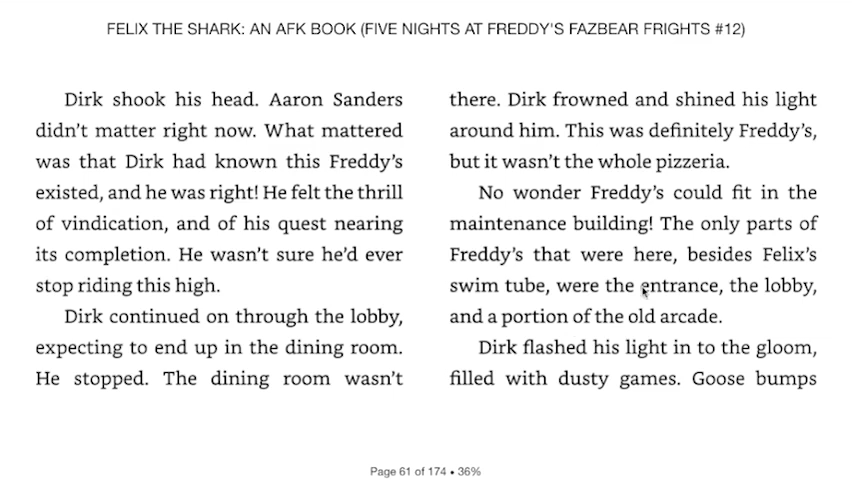 FELIX THE SHARK: AN AFK BOOK (FIVE NIGHTS AT FREDDY'S FAZBEAR FRIGHTS #12)
Dirk shook his head. Aaron Sanders
didn’t matter right now. What mattered
was that Dirk had known this Freddy’s
existed, and he was right! He felt the thrill
of vindication, and of his quest nearing
its completion. He wasn’t sure he’d ever
stop riding this high.
Dirk continued on through the lobby,
expecting to end up in the dining room.
He stopped. The dining room wasn’t
there. Dirk frowned and shined his light
around him. This was definitely Freddy’s,
but it wasn’t the whole pizzeria.
No wonder Freddy’s could fit in the
maintenance building! The only parts of
Freddy’s that were here, besides Felix’s
swim tube, were the entrance, the lobby,
and a portion of the old arcade.
Dirk flashed his light in to the gloom,
filled with dusty games. Goose bumps
Page 61 of 174 • 36%